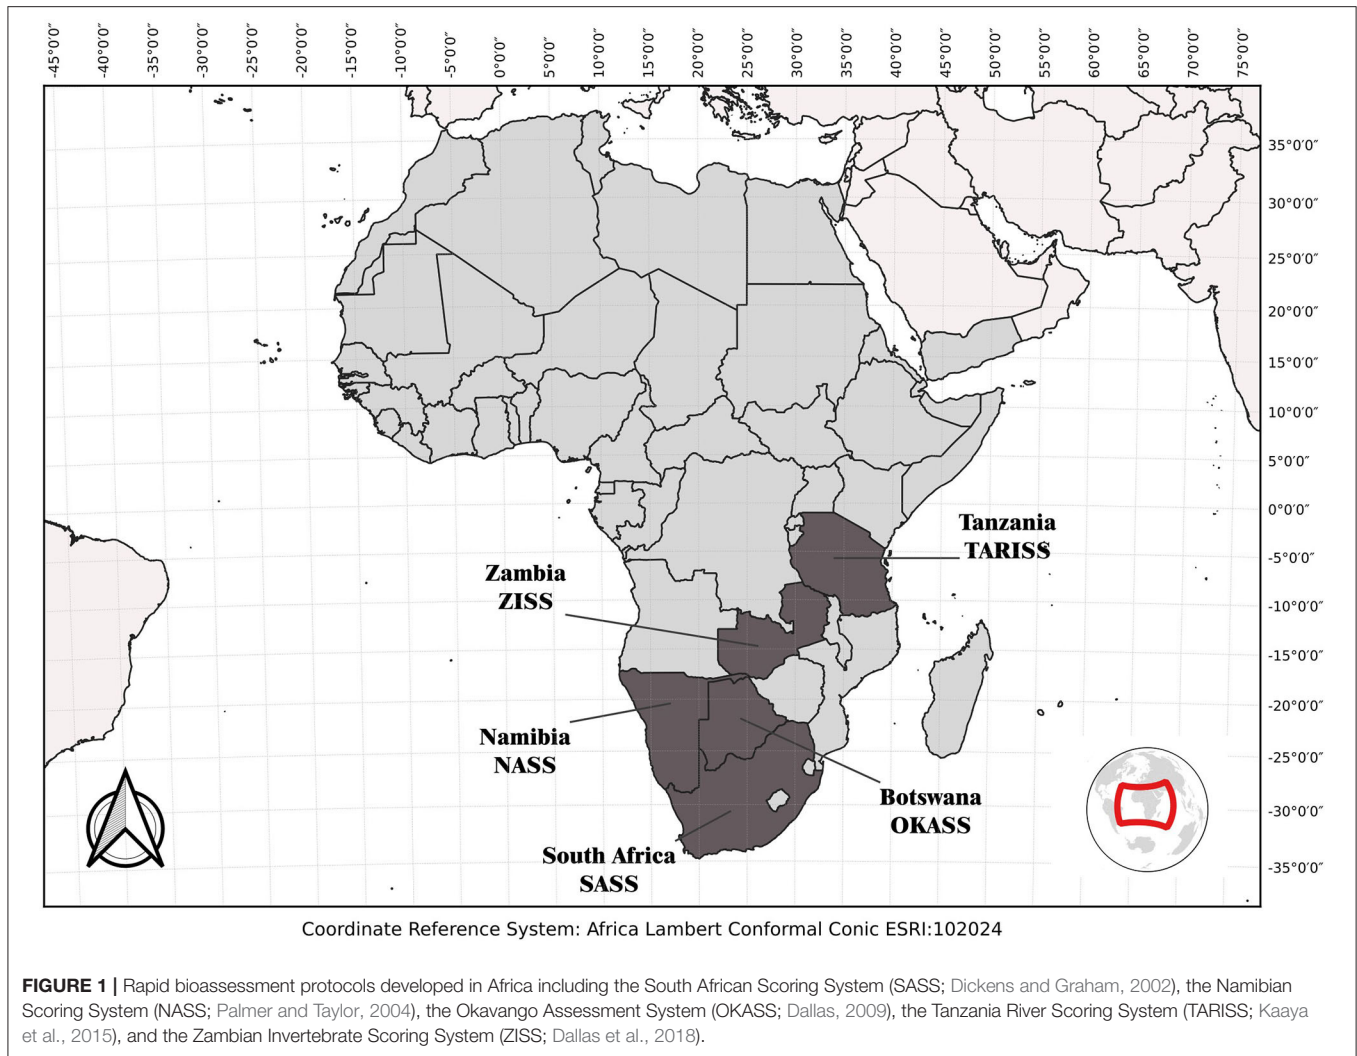 -45°0′0″ -40°0′0″ -30°0′0″ -20°0′0″ -15°0′0″ -10°0′0″ -5°0′0″ 0°0′0″ 5°0′0″ 10°0′0″ 15°0′0″ 20°0′0″ 25°0′0″ 30°0′0″ 35°0′0″ 40°0′0″ 45°0′0″ 50°0′0″ 55°0′0″ 60°0′0″ 65°0′0″ 70°0′0″ 75°0′0″
35°0′0″
30°0′0″
25°0′0″
20°0′0″
15°0′0″
10°0′0″
5°0′0″
0°0′0″
Tanzania
TARISS
-5°0′0″
Zambia
ZISS
-10°0′0″
-15°0′0″
-20°0′0″
Namibia
NASS
-25°0′0″
Botswana
OKASS
-30°0′0″
South Africa
SASS
-35°0′0″
Coordinate Reference System: Africa Lambert Conformal Conic ESRI:102024
FIGURE 1 | Rapid bioassessment protocols developed in Africa including the South African Scoring System (SASS; Dickens and Graham, 2002), the Namibian
Scoring System (NASS; Palmer and Taylor, 2004), the Okavango Assessment System (OKASS; Dallas, 2009), the Tanzania River Scoring System (TARISS; Kaaya
et al., 2015), and the Zambian Invertebrate Scoring System (ZISS; Dallas et al., 2018).